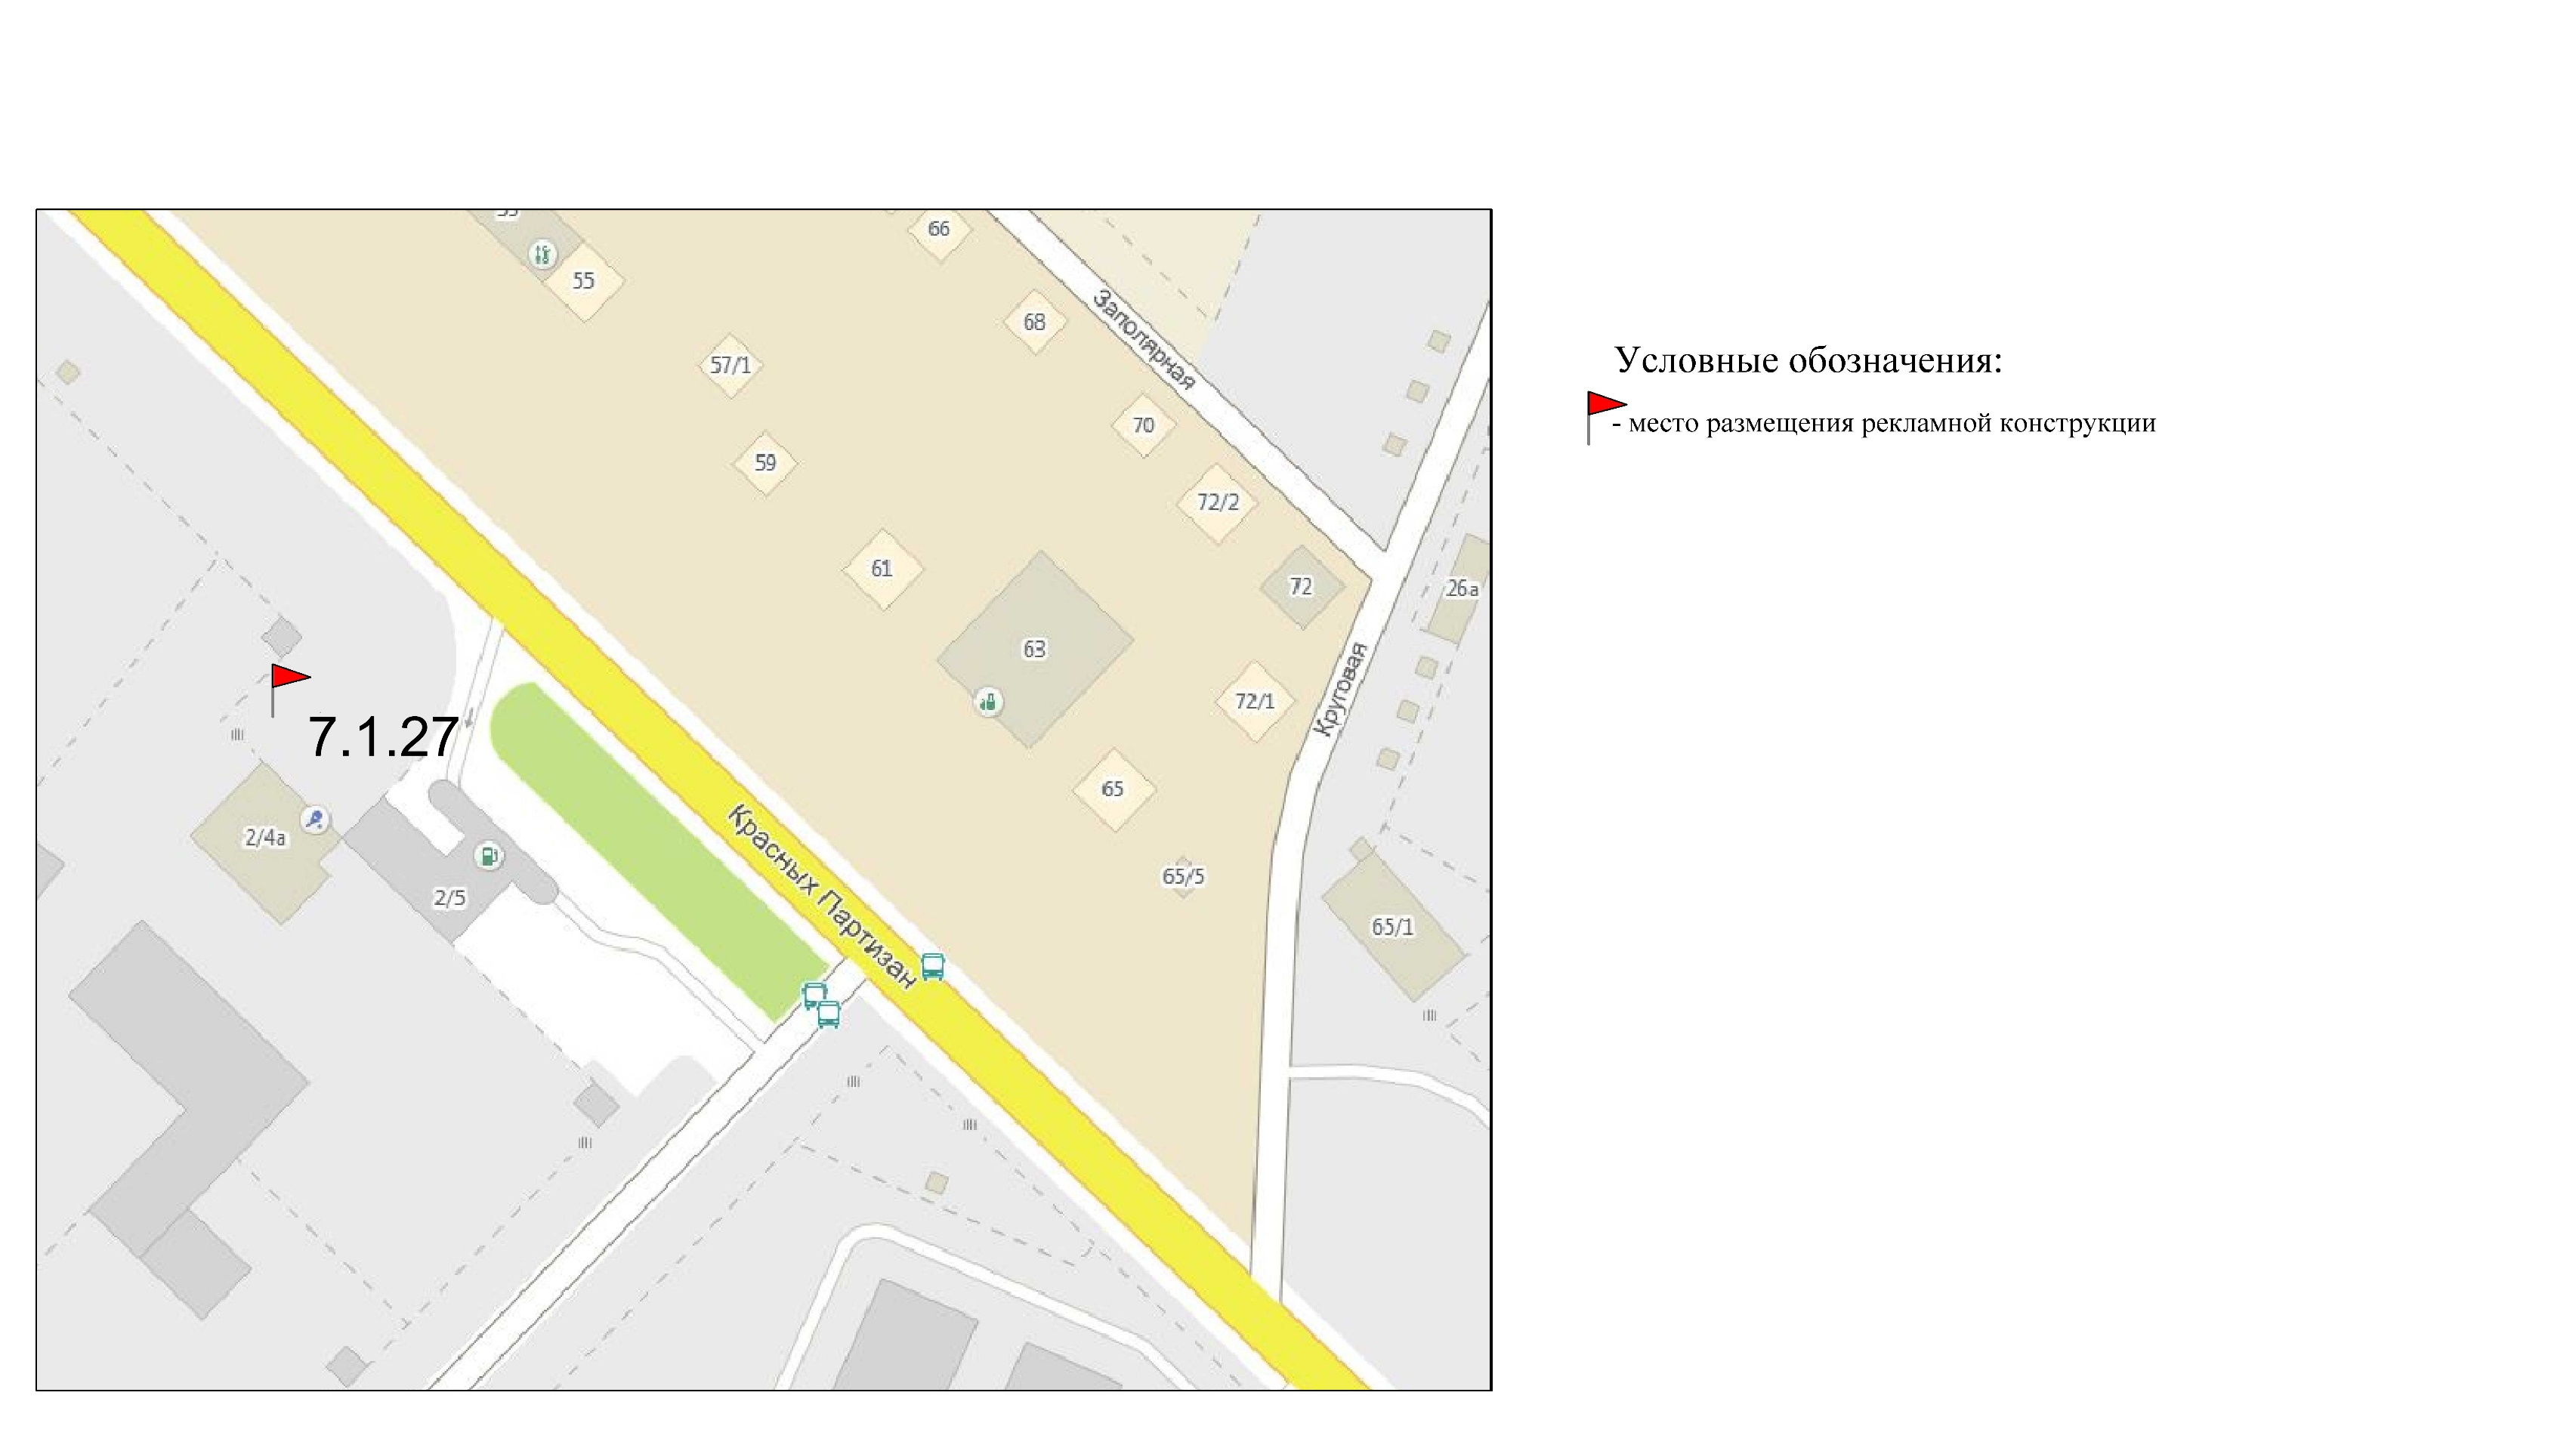 66
55
68
Заполярная
57/1
70
59
72/2
61
72
26а
63
72/1
Круговая
7.1.27
65
2/4а
Красных Партизан
65/5
2/5
65/1
Условные обозначения:
- место размещения рекламной конструкции